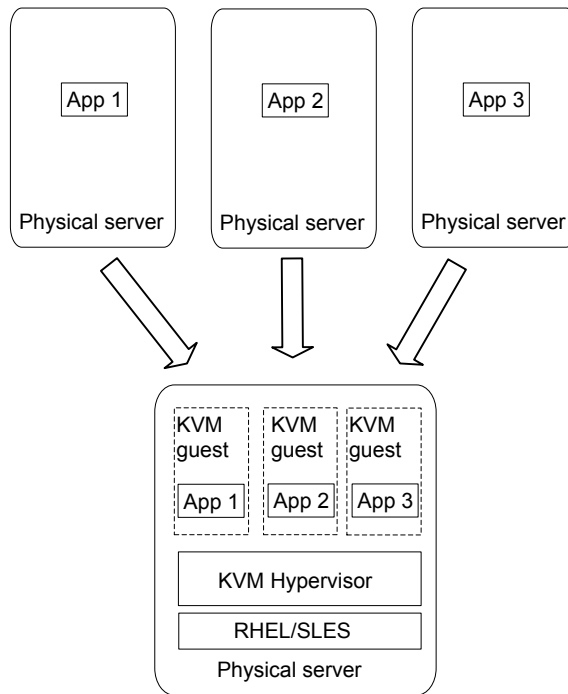 App 1
App 2
App 3
Physical server
Physical server
Physical server
KVM
guest
KVM
guest
KVM
guest
App 1
App 2
App 3
KVM Hypervisor
RHEL/SLES
Physical server